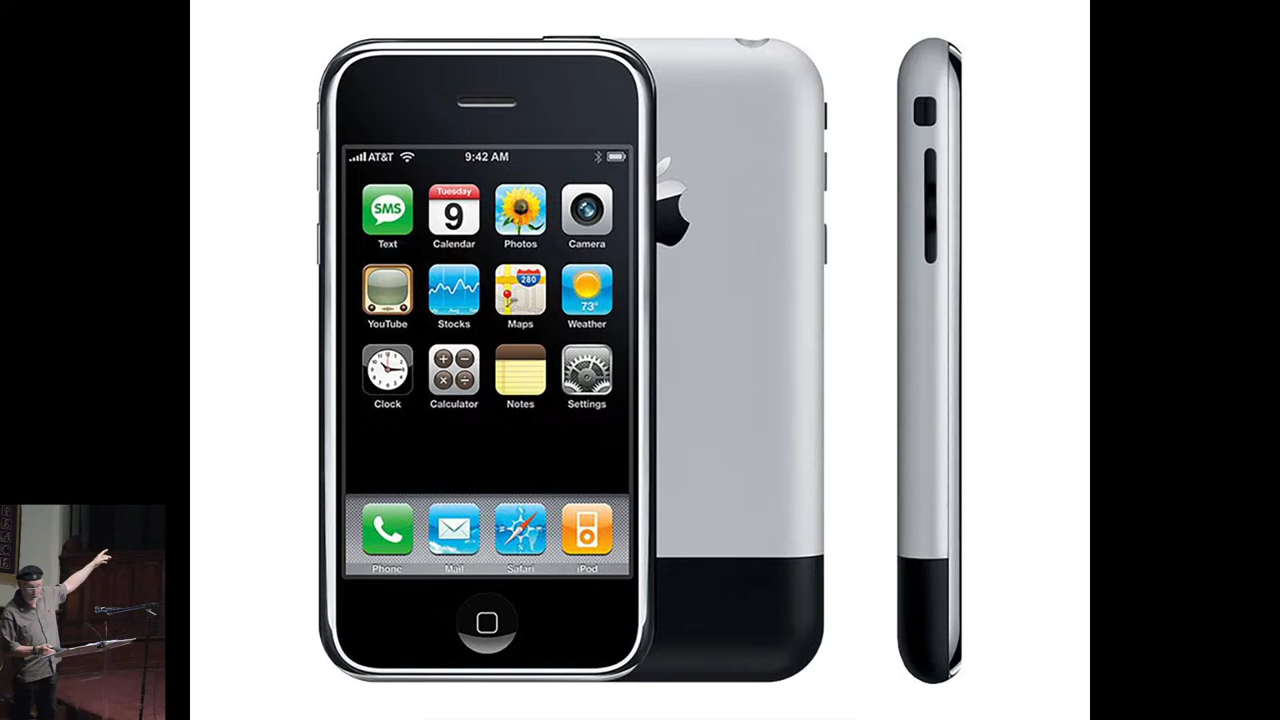 AT&T 9:42 AM
SMS Tuesday 9 280 73°
Text Calendar Photos Camera
YouTube Stocks Maps Weather
Clock Calculator Notes Settings
Phone Mail Safari iPod